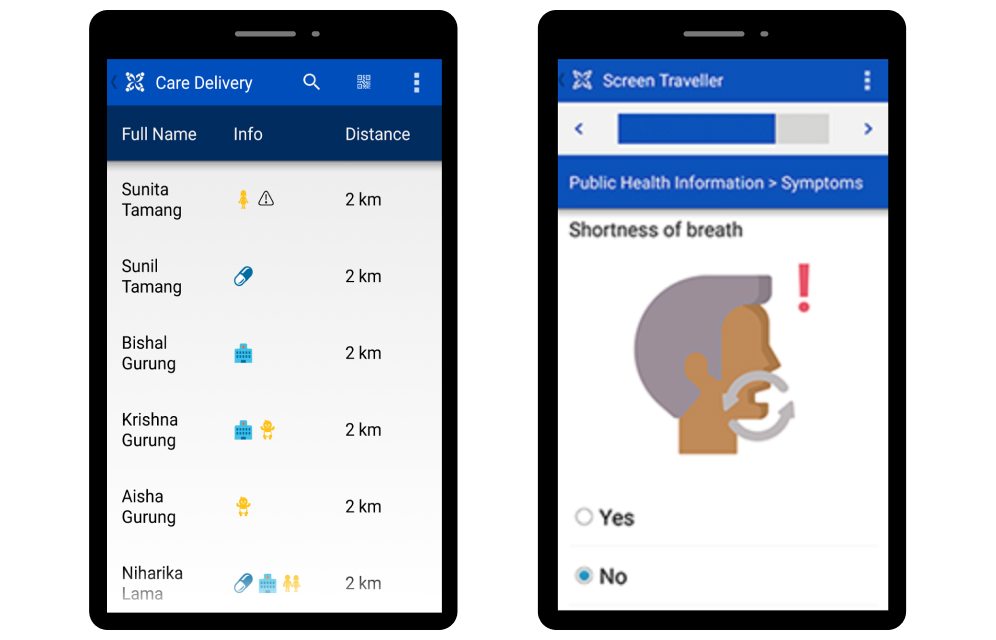 Care Delivery
Full Name Info Distance
Sunita
Tamang
2 km
Sunil
Tamang
2 km
Bishal
Gurung
2 km
Krishna
Gurung
2 km
Aisha
Gurung
2 km
Niharika
Lama
2 km
Screen Traveller
Public Health Information > Symptoms
Shortness of breath
Yes
No